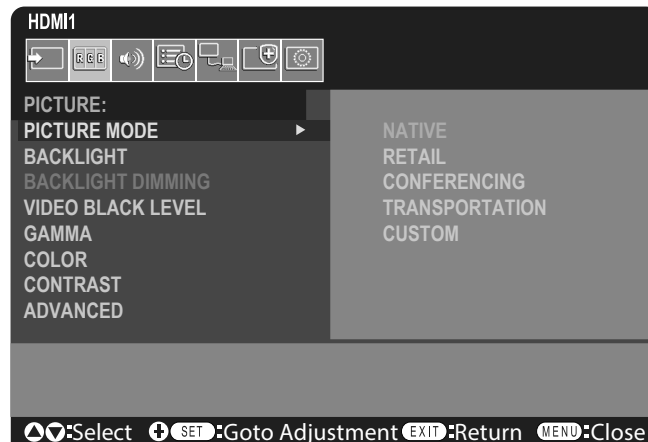 HDMI1
RGB
PICTURE:
PICTURE MODE
BACKLIGHT
BACKLIGHT DIMMING
VIDEO BLACK LEVEL
GAMMA
COLOR
CONTRAST
ADVANCED
NATIVE
RETAIL
CONFERENCING
TRANSPORTATION
CUSTOM
:Select SET:Goto Adjustment EXIT:Return MENU:Close